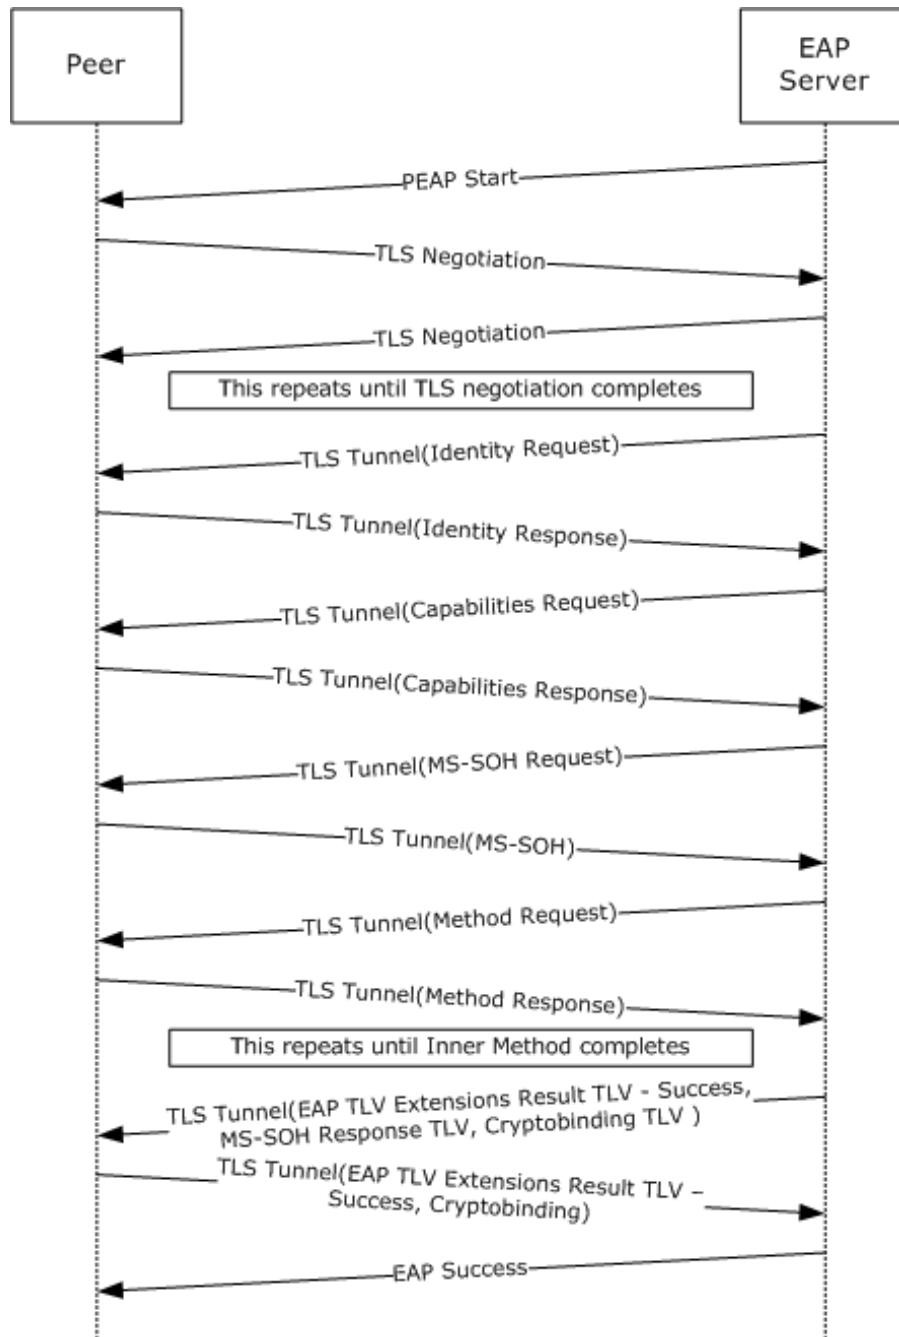 Peer
EAP
Server
PEAP Start
TLS Negotiation
TLS Negotiation
This repeats until TLS negotiation completes
TLS Tunnel(Identity Request)
TLS Tunnel(Identity Response)
TLS Tunnel(Capabilities Request)
TLS Tunnel(Capabilities Response)
TLS Tunnel(MS-SOH Request)
TLS Tunnel(MS-SOH)
TLS Tunnel(Method Request)
TLS Tunnel(Method Response)
This repeats until Inner Method completes
TLS Tunnel(EAP TLV Extensions Result TLV - Success,
MS-SOH Response TLV, Cryptobinding TLV )
TLS Tunnel(EAP TLV Extensions Result TLV –
Success, Cryptobinding)
EAP Success